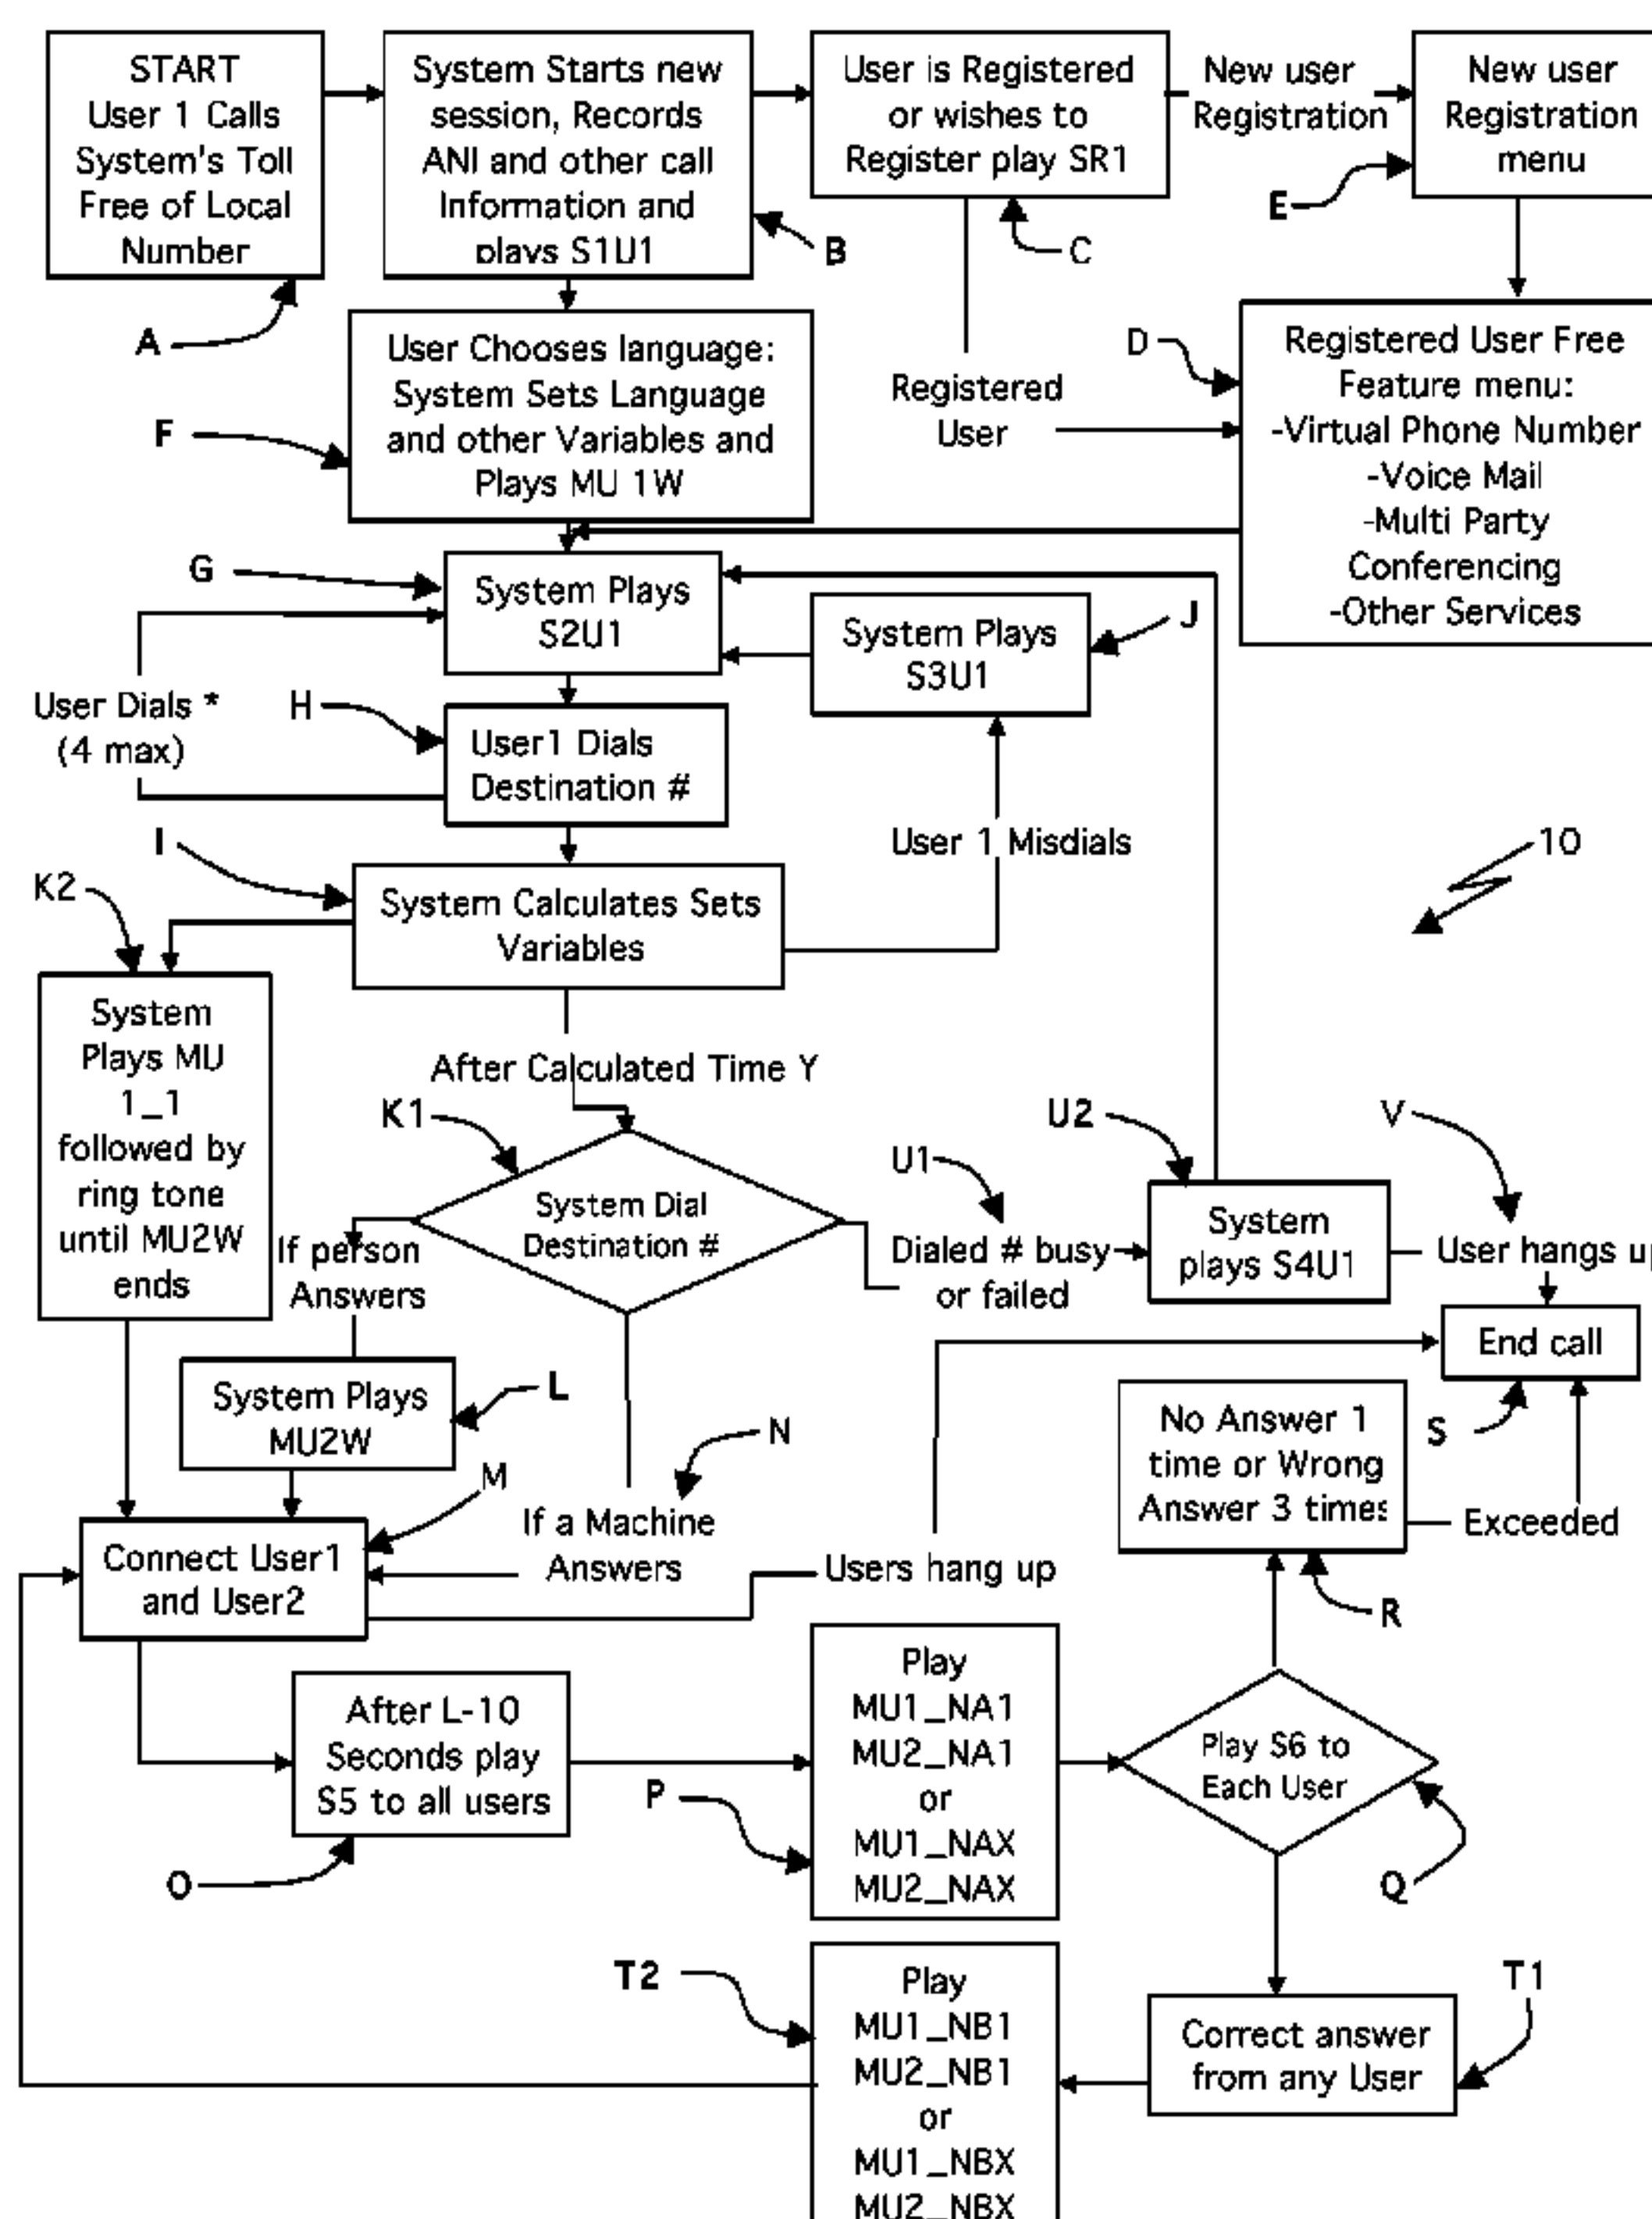 START
User 1 Calls
System's Toll
Free of Local
Number
System Starts new
session, Records
ANI and other call
Information and
plays S1U1
User is Registered
or wishes to
Register play SR1
New user
Registration
New user
Registration
menu
E
B
C
A
User Chooses language:
System Sets Language
and other Variables and
Plays MU 1W
F
D
Registered
User
Registered User Free
Feature menu:
-Virtual Phone Number
-Voice Mail
-Multi Party
Conferencing
-Other Services
G
System Plays
S2U1
System Plays
S3U1
J
User Dials *
(4 max)
H
User1 Dials
Destination #
User 1 Misdials
10
I
K2
System Calculates Sets
Variables
System
Plays MU
1_1
followed by
ring tone
until MU2W
ends
After Calculated Time Y
K1
U2
V
U1
System Dial
Destination #
If person
Answers
Dialed # busy
or failed
System
plays S4U1
User hangs up
End call
System Plays
MU2W
L
N
M
No Answer 1
time or Wrong
Answer 3 times
S
Exceeded
If a Machine
Answers
Connect User1
and User2
Users hang up
R
After L-10
Seconds play
S5 to all users
O
P
Play
MU1_NA1
MU2_NA1
or
MU1_NAX
MU2_NAX
Play S6 to
Each User
Q
T2
Play
MU1_NB1
MU2_NB1
or
MU1_NBX
MU2_NBX
T1
Correct answer
from any User